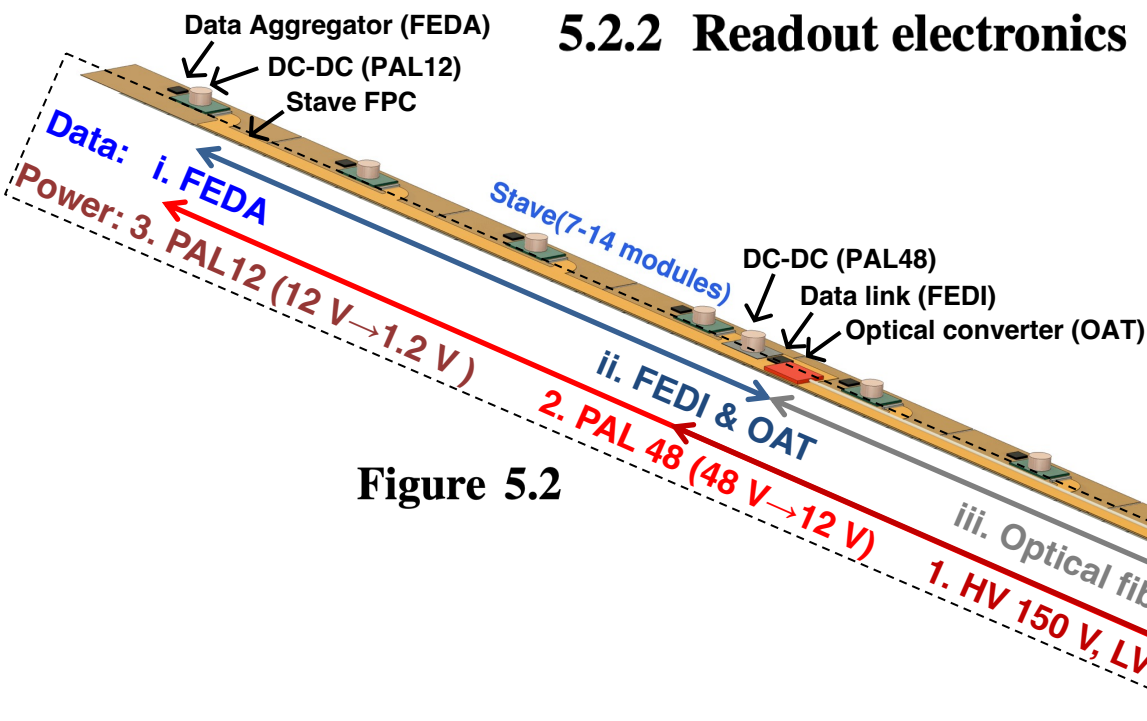 5.2.2 Readout electronics
Data Aggregator (FEDA)
DC-DC (PAL12)
Stave FPC
Data: i. FEDA
Power: 3. PAL12 (12 V→1.2 V )
Stave(7-14 modules)
DC-DC (PAL48)
Data link (FEDI)
Optical converter (OAT)
ii. FEDI & OAT
2. PAL 48 (48 V→12 V)
iii. Optical fib
1. HV 150 V, LV
Figure 5.2